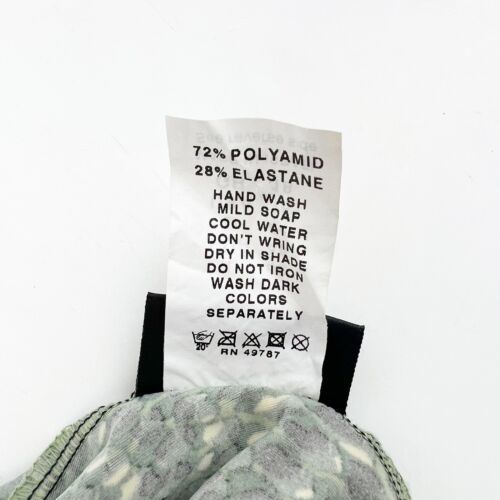 72% POLYAMID
28% ELASTANE
HAND WASH
MILD SOAP
COOL WATER
DON'T WRING
DRY IN SHADE
DO NOT IRON
WASH DARK
COLORS
SEPARATELY
20°
RN 49787